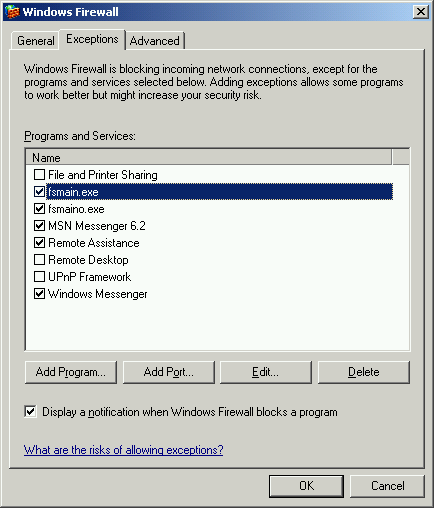 Windows Firewall
General Exceptions Advanced
Windows Firewall is blocking incoming network connections, except for the
programs and services selected below. Adding exceptions allows some programs
to work better but might increase your security risk.
Programs and Services:
Name
File and Printer Sharing
fsmain.exe
fsmaino.exe
MSN Messenger 6.2
Remote Assistance
Remote Desktop
UPnP Framework
Windows Messenger
Add Program... Add Port... Edit... Delete
Display a notification when Windows Firewall blocks a program
What are the risks of allowing exceptions?
OK Cancel